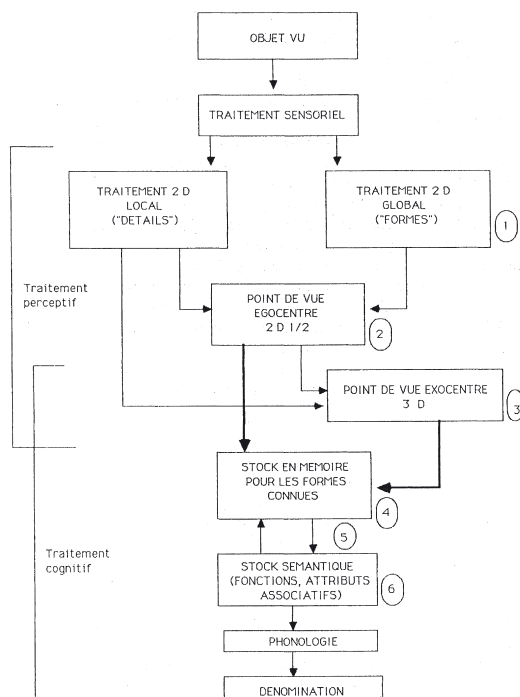 OBJET VU
TRAITEMENT SENSORIEL
TRAITEMENT 2 D
LOCAL
("DETAILS")
TRAITEMENT 2 D
GLOBAL
("FORMES")
1
Traitement
perceptif
POINT DE VUE
EGOCENTRE
2 D 1/2
2
POINT DE VUE EXOCENTRE
3 D
3
STOCK EN MEMOIRE
POUR LES FORMES
CONNUES
4
5
Traitement
cognitif
STOCK SEMANTIQUE
(FONCTIONS, ATTRIBUTS
ASSOCIATIFS)
6
PHONOLOGIE
DENOMINATION